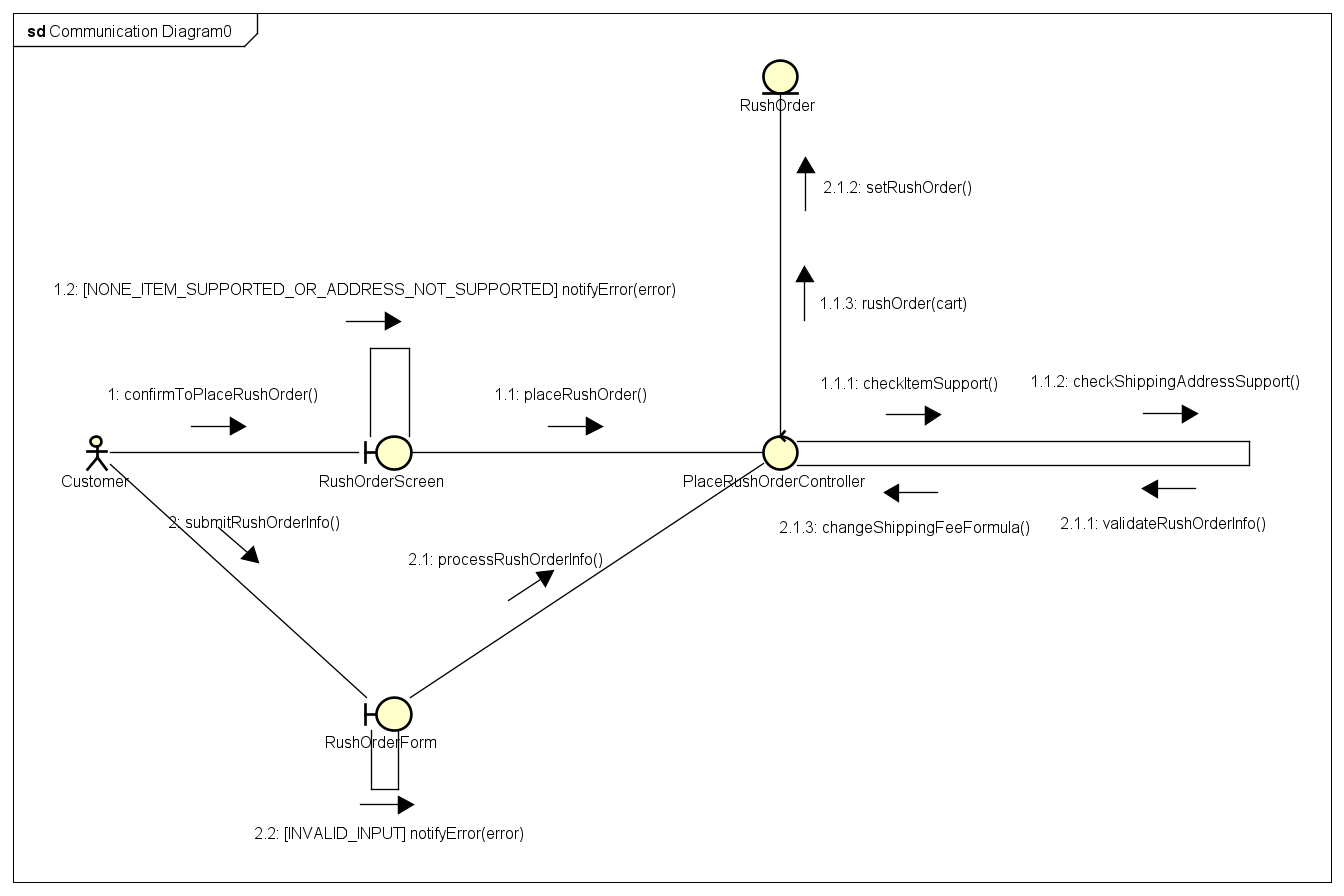 sd Communication Diagram0
RushOrder
2.1.2: setRushOrder()
1.2: [NONE_ITEM_SUPPORTED_OR_ADDRESS_NOT_SUPPORTED] notifyError(error)
1.1.3: rushOrder(cart)
1: confirmToPlaceRushOrder()
1.1: placeRushOrder()
1.1.1: checkItemSupport()
1.1.2: checkShippingAddressSupport()
Customer
RushOrderScreen
PlaceRushOrderController
2: submitRushOrderInfo()
2.1.3: changeShippingFeeFormula()
2.1.1: validateRushOrderInfo()
2.1: processRushOrderInfo()
RushOrderForm
2.2: [INVALID_INPUT] notifyError(error)